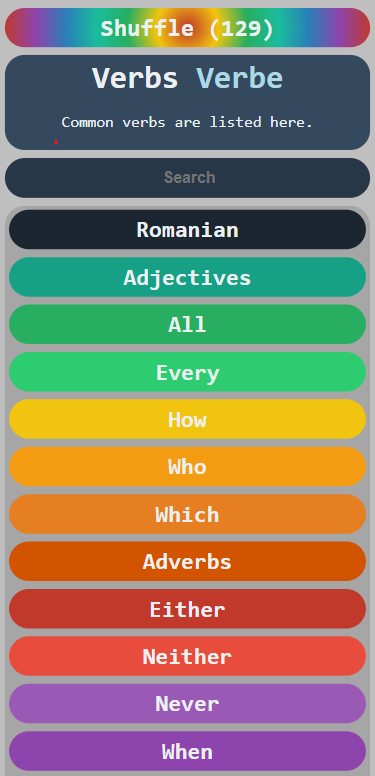 Shuffle (129)
Verbs Verbe
Common verbs are listed here.
Search
Romanian
Adjectives
All
Every
How
Who
Which
Adverbs
Either
Neither
Never
When